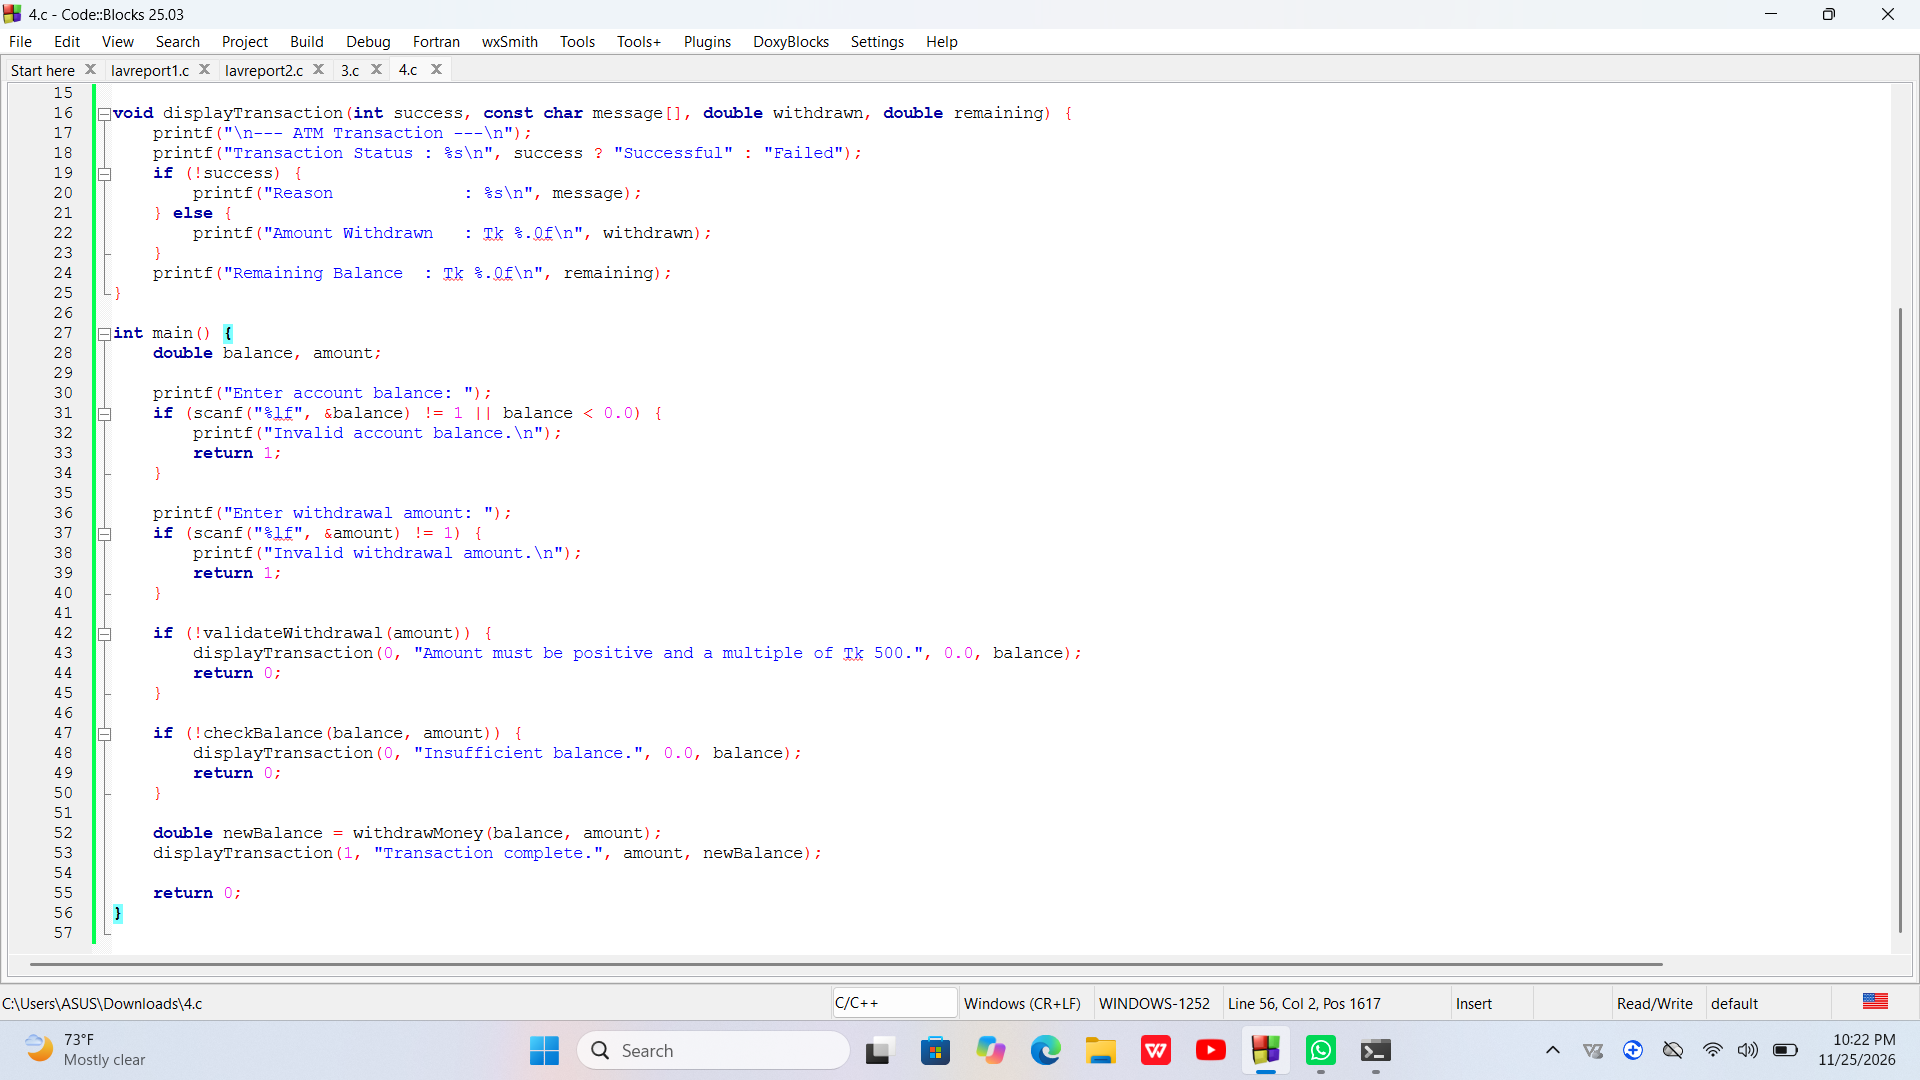 4.c - Code::Blocks 25.03
File Edit View Search Project Build Debug Fortran wxSmith Tools Tools+ Plugins DoxyBlocks Settings Help
Start here lavreport1.c lavreport2.c 3.c 4.c
15
16 void displayTransaction(int success, const char message[], double withdrawn, double remaining) {
17 printf("\n--- ATM Transaction ---\n");
18 printf("Transaction Status : %s\n", success ? "Successful" : "Failed");
19 if (!success) {
20 printf("Reason             : %s\n", message);
21 } else {
22 printf("Amount Withdrawn   : Tk %.0f\n", withdrawn);
23 }
24 printf("Remaining Balance  : Tk %.0f\n", remaining);
25 }
26
27 int main() {
28 double balance, amount;
29
30 printf("Enter account balance: ");
31 if (scanf("%lf", &balance) != 1 || balance < 0.0) {
32 printf("Invalid account balance.\n");
33 return 1;
34 }
35
36 printf("Enter withdrawal amount: ");
37 if (scanf("%lf", &amount) != 1) {
38 printf("Invalid withdrawal amount.\n");
39 return 1;
40 }
41
42 if (!validateWithdrawal(amount)) {
43 displayTransaction(0, "Amount must be positive and a multiple of Tk 500.", 0.0, balance);
44 return 0;
45 }
46
47 if (!checkBalance(balance, amount)) {
48 displayTransaction(0, "Insufficient balance.", 0.0, balance);
49 return 0;
50 }
51
52 double newBalance = withdrawMoney(balance, amount);
53 displayTransaction(1, "Transaction complete.", amount, newBalance);
54
55 return 0;
56 }
57
C:\Users\ASUS\Downloads\4.c C/C++ Windows (CR+LF) WINDOWS-1252 Line 56, Col 2, Pos 1617 Insert Read/Write default
73°F
Mostly clear
Search
10:22 PM
11/25/2026